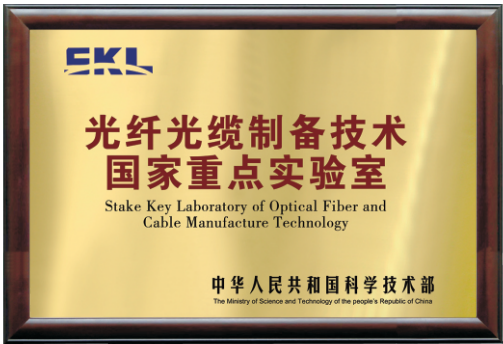 SKL
光纤光缆制备技术
国家重点实验室
Stake Key Laboratory of Optical Fiber and
Cable Manufacture Technology
中华人民共和国科学技术部
The Ministry of Science and Technology of the people's Republic of China